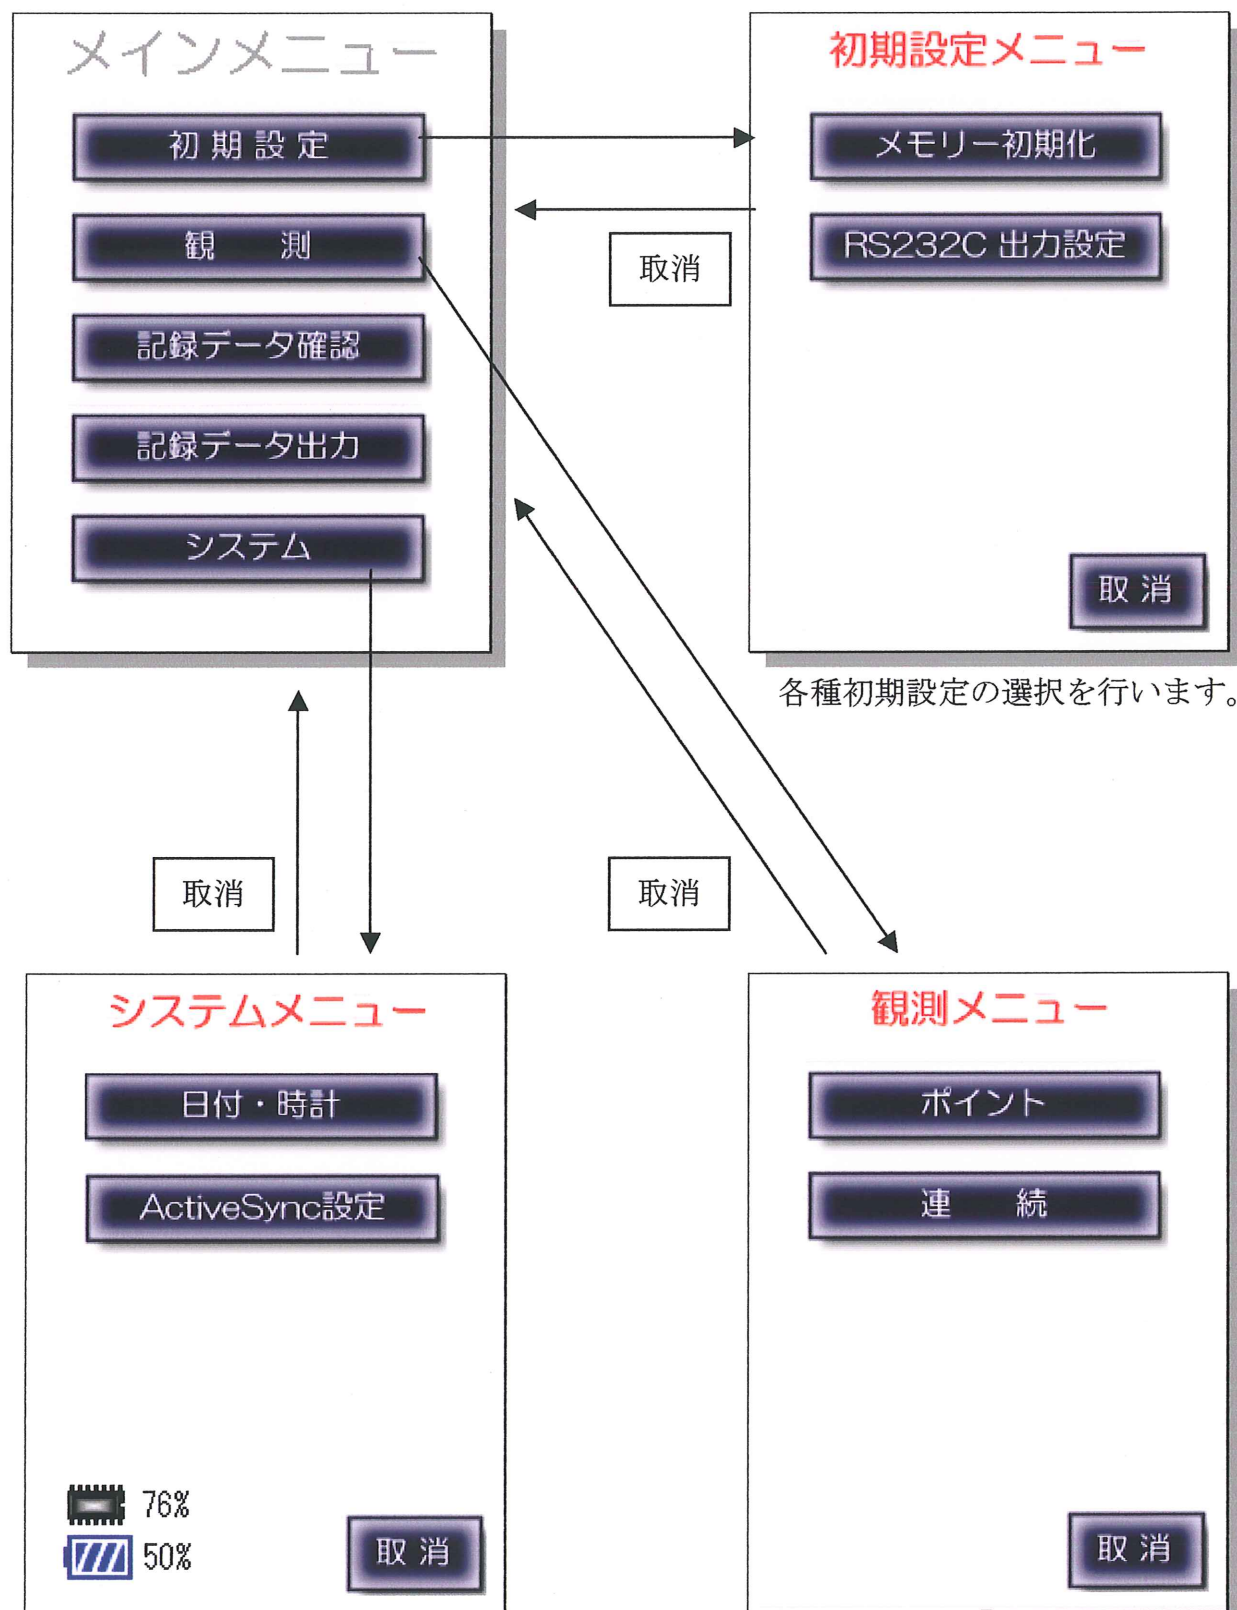 メインメニュー
初期設定
観　測
記録データ確認
記録データ出力
システム
初期設定メニュー
メモリー初期化
RS232C 出力設定
取消
取消
各種初期設定の選択を行います。
取消
取消
システムメニュー
日付・時計
ActiveSync設定
76%
50%
取消
観測メニュー
ポイント
連　続
取消